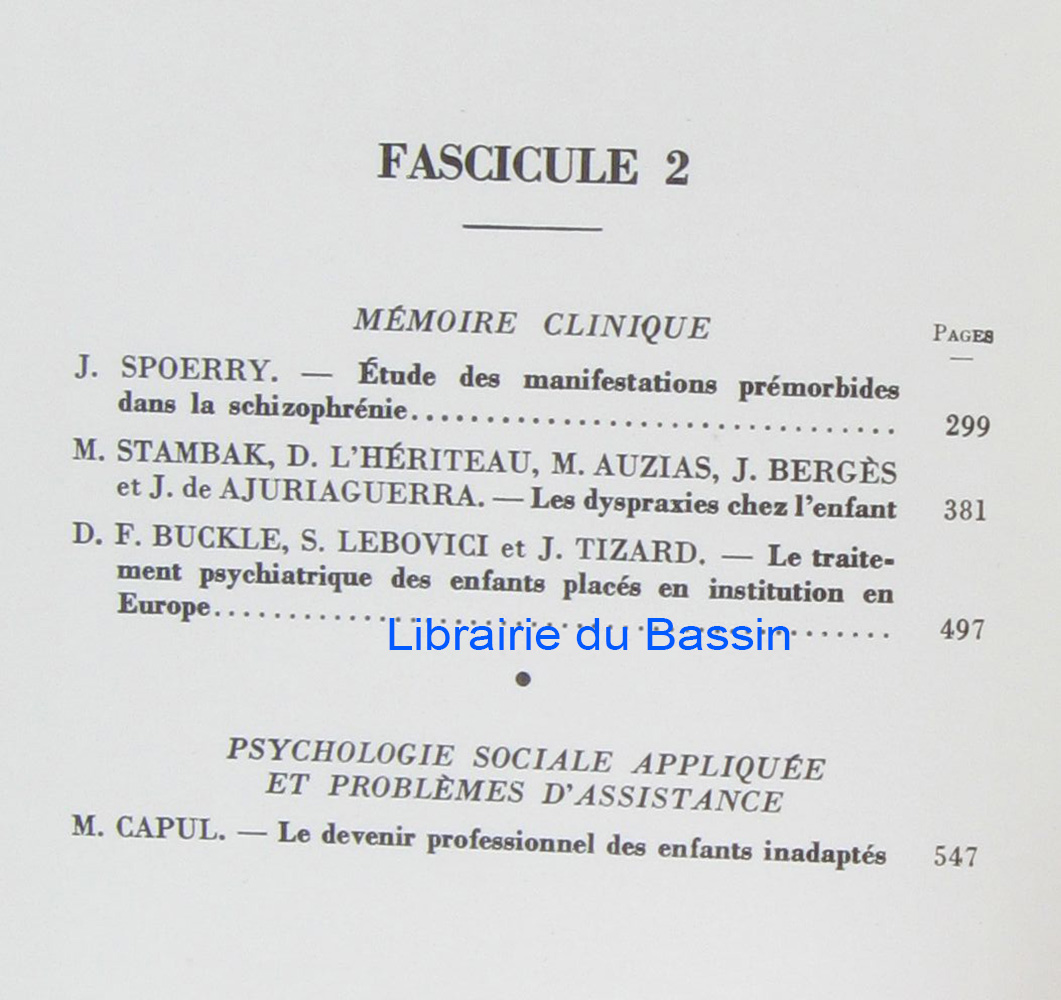 FASCICULE 2
MÉMOIRE CLINIQUE
PAGES
J. SPOERRY. — Étude des manifestations prémorbides
dans la schizophrénie.................................. 299
M. STAMBAK, D. L'HÉRITEAU, M. AUZIAS, J. BERGÈS
et J. de AJURIAGUERRA. — Les dyspraxies chez l'enfant 381
D. F. BUCKLE, S. LEBOVICI et J. TIZARD. — Le traite-
ment psychiatrique des enfants placés en institution en
Europe.................................................. 497
Librairie du Bassin
PSYCHOLOGIE SOCIALE APPLIQUÉE
ET PROBLÈMES D'ASSISTANCE
M. CAPUL. — Le devenir professionnel des enfants inadaptés 547